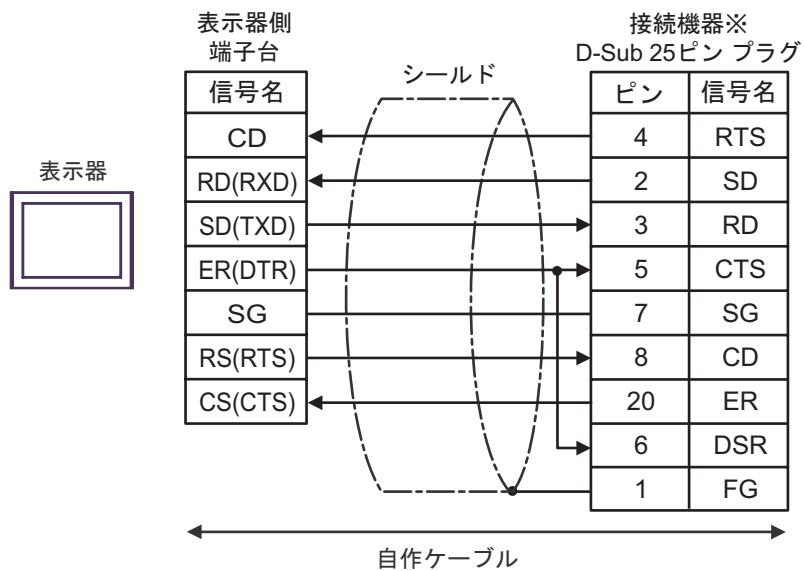 表示器側
端子台
接続機器※
D-Sub 25ピン プラグ
シールド
表示器
信号名
CD
RD(RXD)
SD(TXD)
ER(DTR)
SG
RS(RTS)
CS(CTS)
ピン 信号名
4 RTS
2 SD
3 RD
5 CTS
7 SG
8 CD
20 ER
6 DSR
1 FG
自作ケーブル